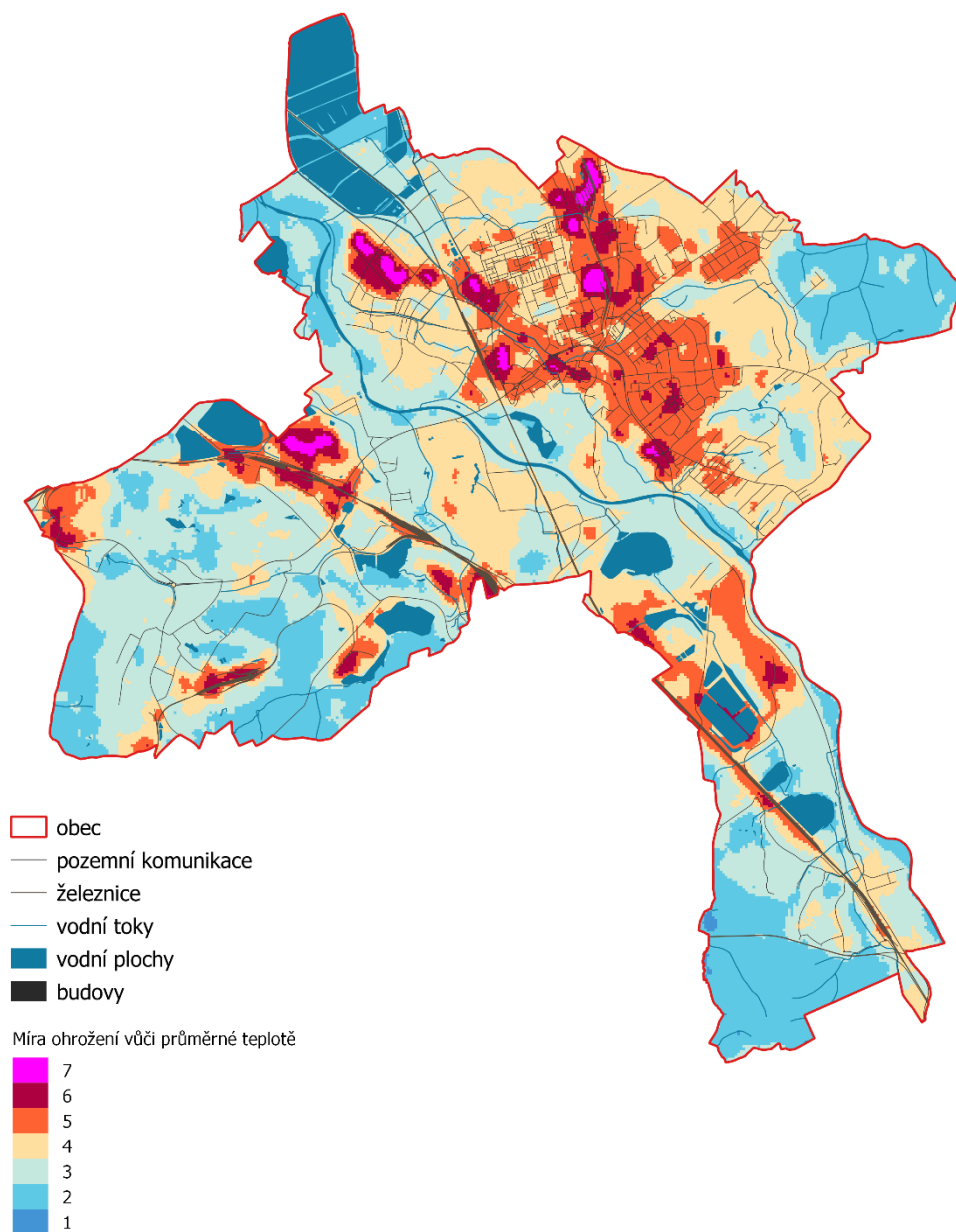 obec
pozemní komunikace
železnice
vodní toky
vodní plochy
budovy
Míra ohrožení vůči průměrné teplotě
7
6
5
4
3
2
1